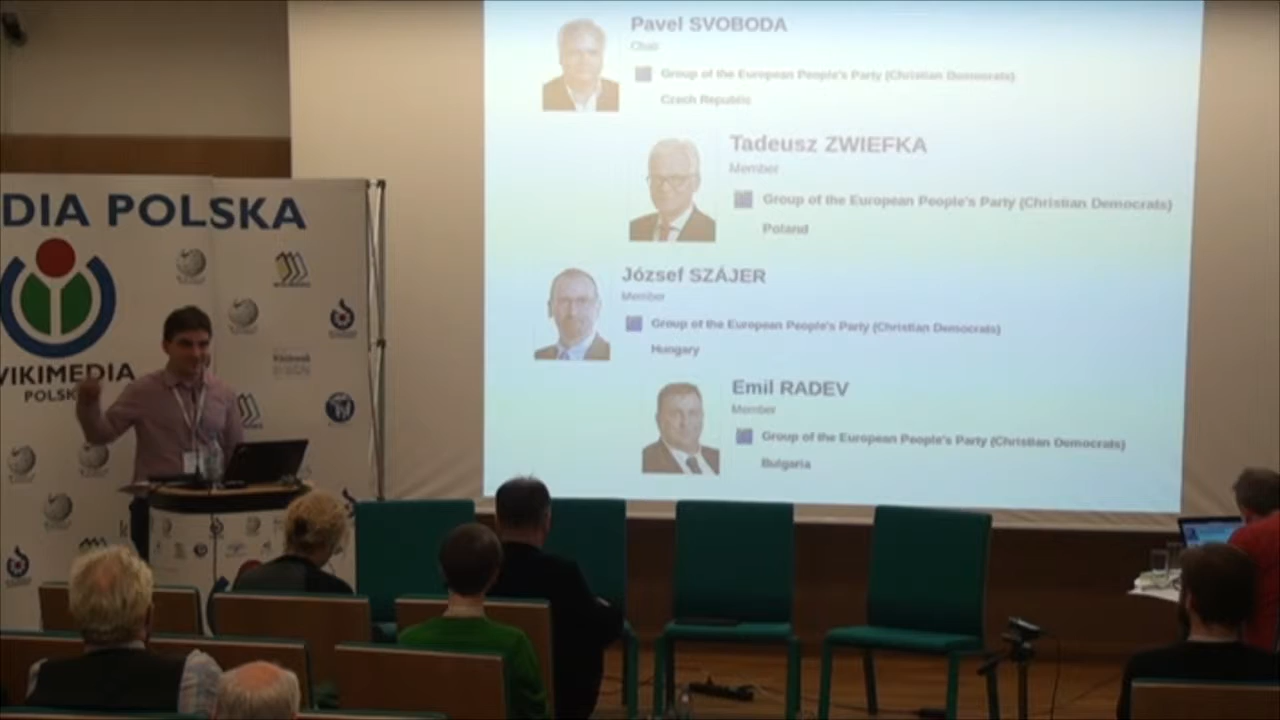 DIA POLSKA
WIKIMEDIA
POLSK
Pavel SVOBODA
Chair
Group of the European People's Party (Christian Democrats)
Czech Republic
Tadeusz ZWIEFKA
Member
Group of the European People's Party (Christian Democrats)
Poland
József SZÁJER
Member
Group of the European People's Party (Christian Democrats)
Hungary
Emil RADEV
Member
Group of the European People's Party (Christian Democrats)
Bulgaria